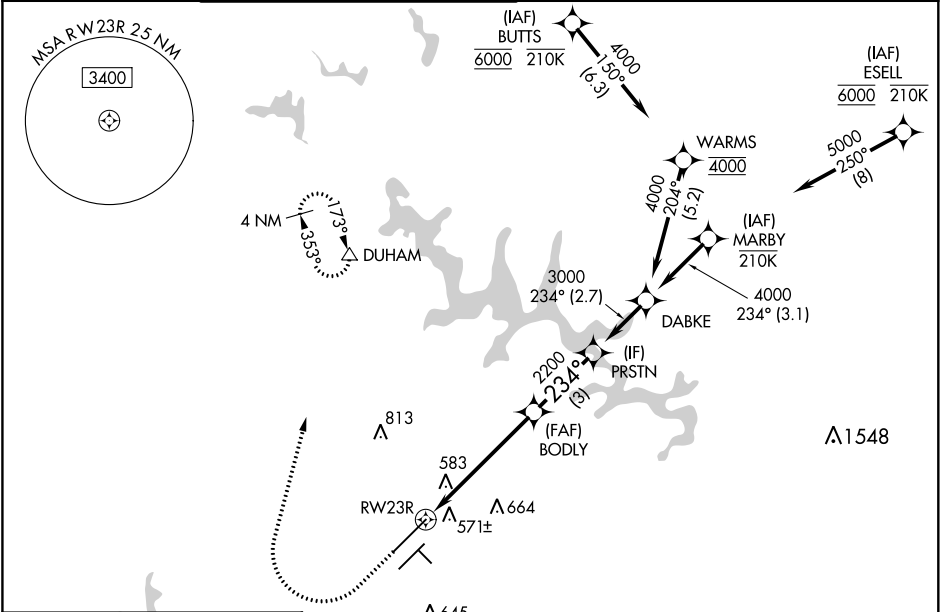 MSA RW23R 25 NM
3400
(IAF)
BUTTS
6000 210K
4000
150°
(6.3)
(IAF)
ESELL
6000 210K
5000
250°
(8)
WARMS
4000
4000
204°
(5.2)
(IAF)
MARBY
210K
4 NM
173°
353°
DUHAM
3000
234° (2.7)
4000
234° (3.1)
DABKE
(IF)
PRSTN
2200
234°
(3)
(FAF)
BODLY
813
1548
583
RW23R
664
571±
645